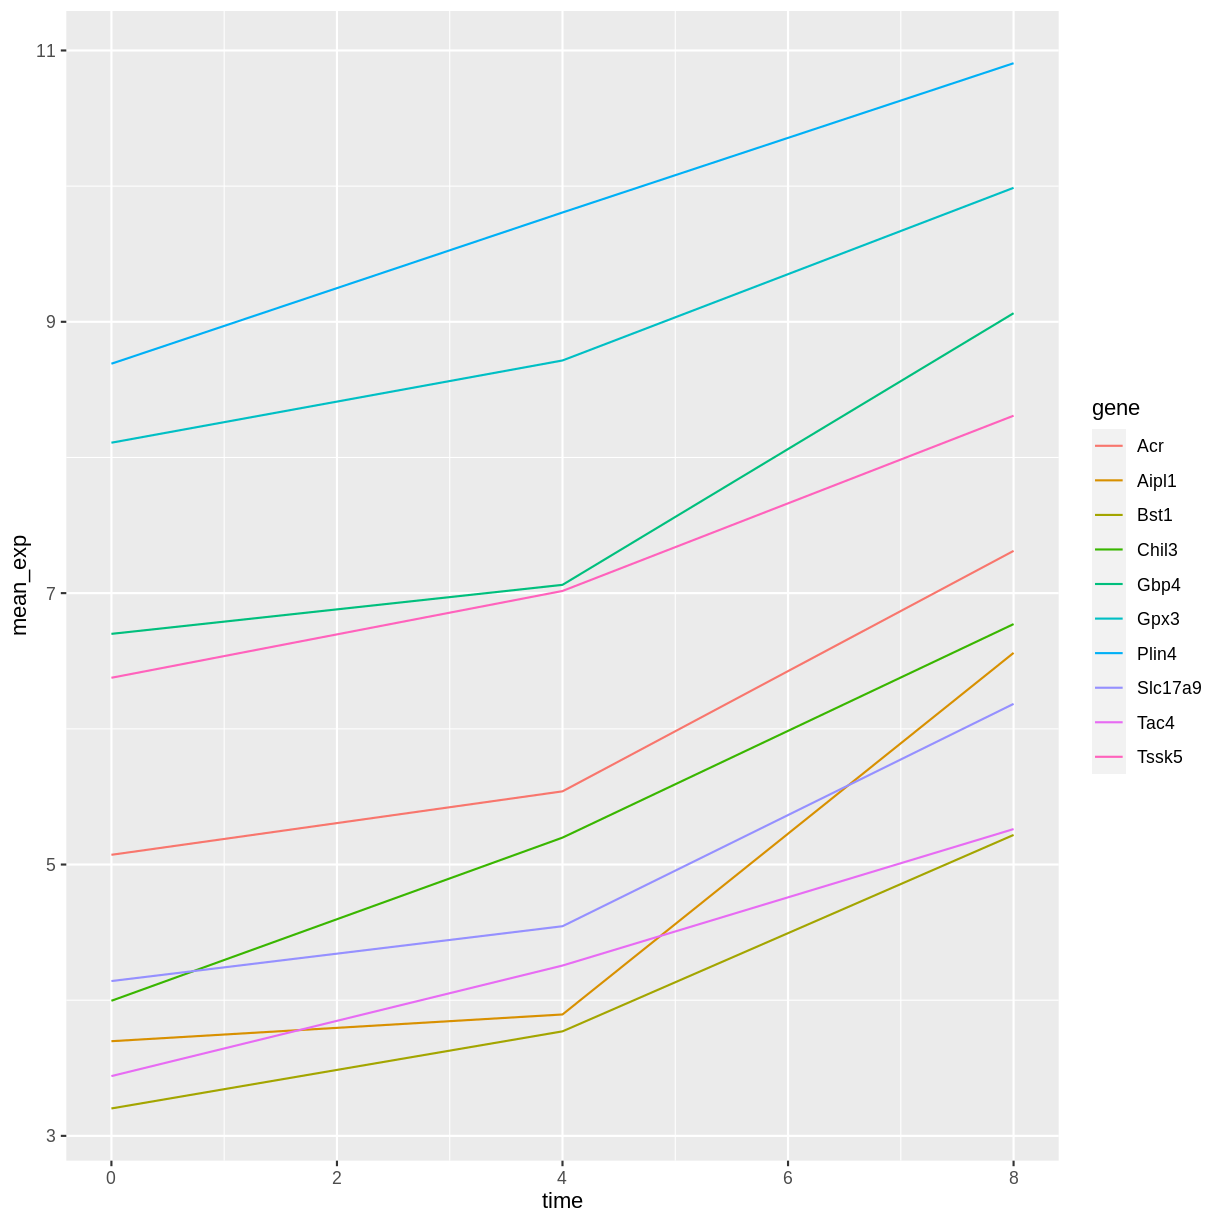 11
9
7
5
3
mean_exp
0 2 4 6 8
time
gene
Acr
Aipl1
Bst1
Chil3
Gbp4
Gpx3
Plin4
Slc17a9
Tac4
Tssk5